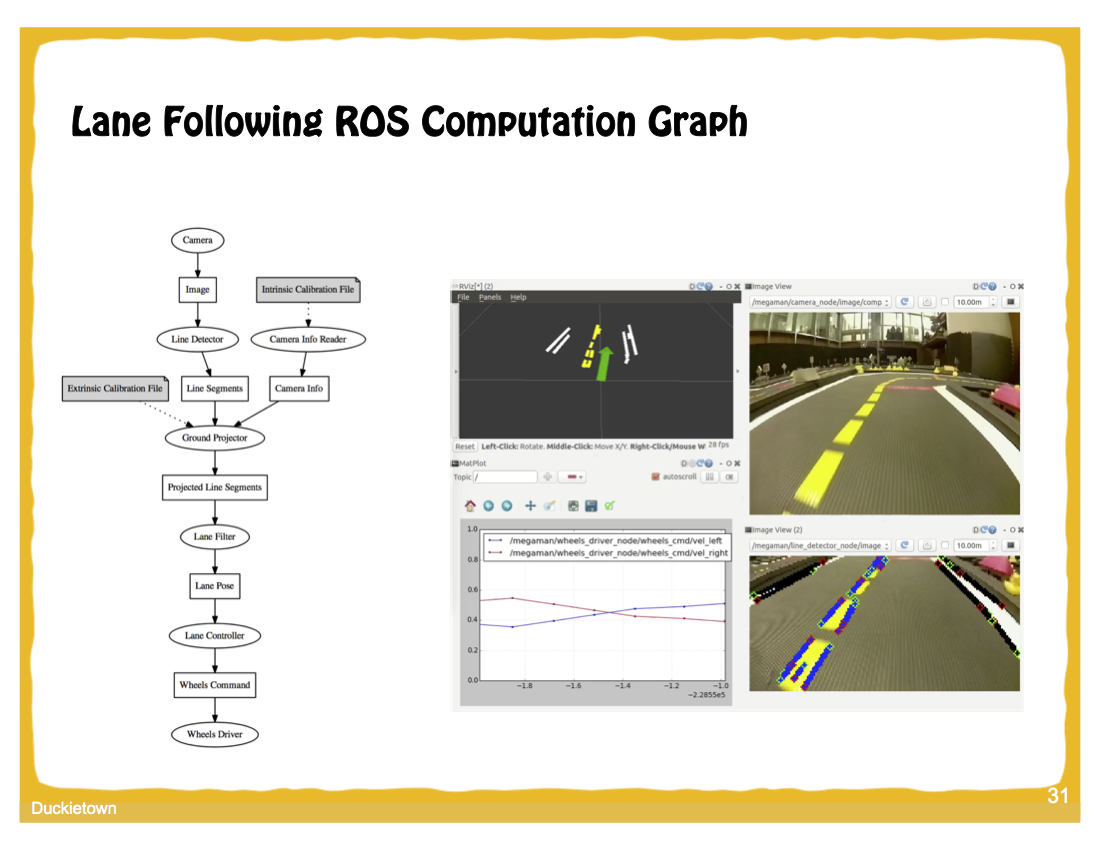 Lane Following ROS Computation Graph
Camera
Image
Intrinsic Calibration File
Line Detector
Camera Info Reader
Extrinsic Calibration File
Line Segments
Camera Info
Ground Projector
Projected Line Segments
Lane Filter
Lane Pose
Lane Controller
Wheels Command
Wheels Driver
RViz[*] (2)
File Panels Help
Reset Left-Click: Rotate. Middle-Click: Move X/Y. Right-Click/Mouse W 28 fps
MatPlot
Topic /
autoscroll
1.0
/megaman/wheels_driver_node/wheels_cmd/vel_left
/megaman/wheels_driver_node/wheels_cmd/vel_right
0.8
0.6
0.4
0.2
0.0
−1.8 −1.6 −1.4 −1.2 −1.0
−2.2855e5
Image View
/megaman/camera_node/image/comp
10.00m
Image View (2)
/megaman/line_detector_node/image
10.00m
Duckietown
31